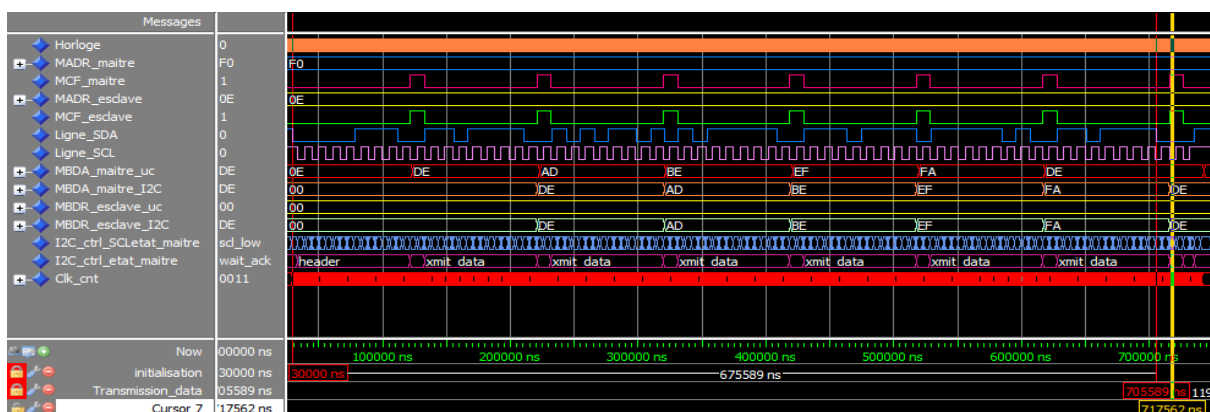 Messages
Horloge 0
MADR_maitre F0 F0
MCF_maitre 1
MADR_esclave 0E 0E
MCF_esclave 1
Ligne_SDA 0
Ligne_SCL 0
MBDA_maitre_uc DE 0E DE AD BE EF FA DE
MBDA_maitre_I2C DE 00 DE AD BE EF FA DE
MBDR_esclave_uc 00 00
MBDR_esclave_I2C DE 00 DE AD BE EF FA DE
I2C_ctrl_SCLetat_maitre scl_low
I2C_ctrl_etat_maitre wait_ack header xmit_data xmit_data xmit_data xmit_data xmit_data xmit_data
Clk_cnt 0011
Now 00000 ns 100000 ns 200000 ns 300000 ns 400000 ns 500000 ns 600000 ns 700000 ns
initialisation 30000 ns 30000 ns 675589 ns
Transmission_data 05589 ns 705589 ns 119
Cursor 7 17562 ns 717562 ns